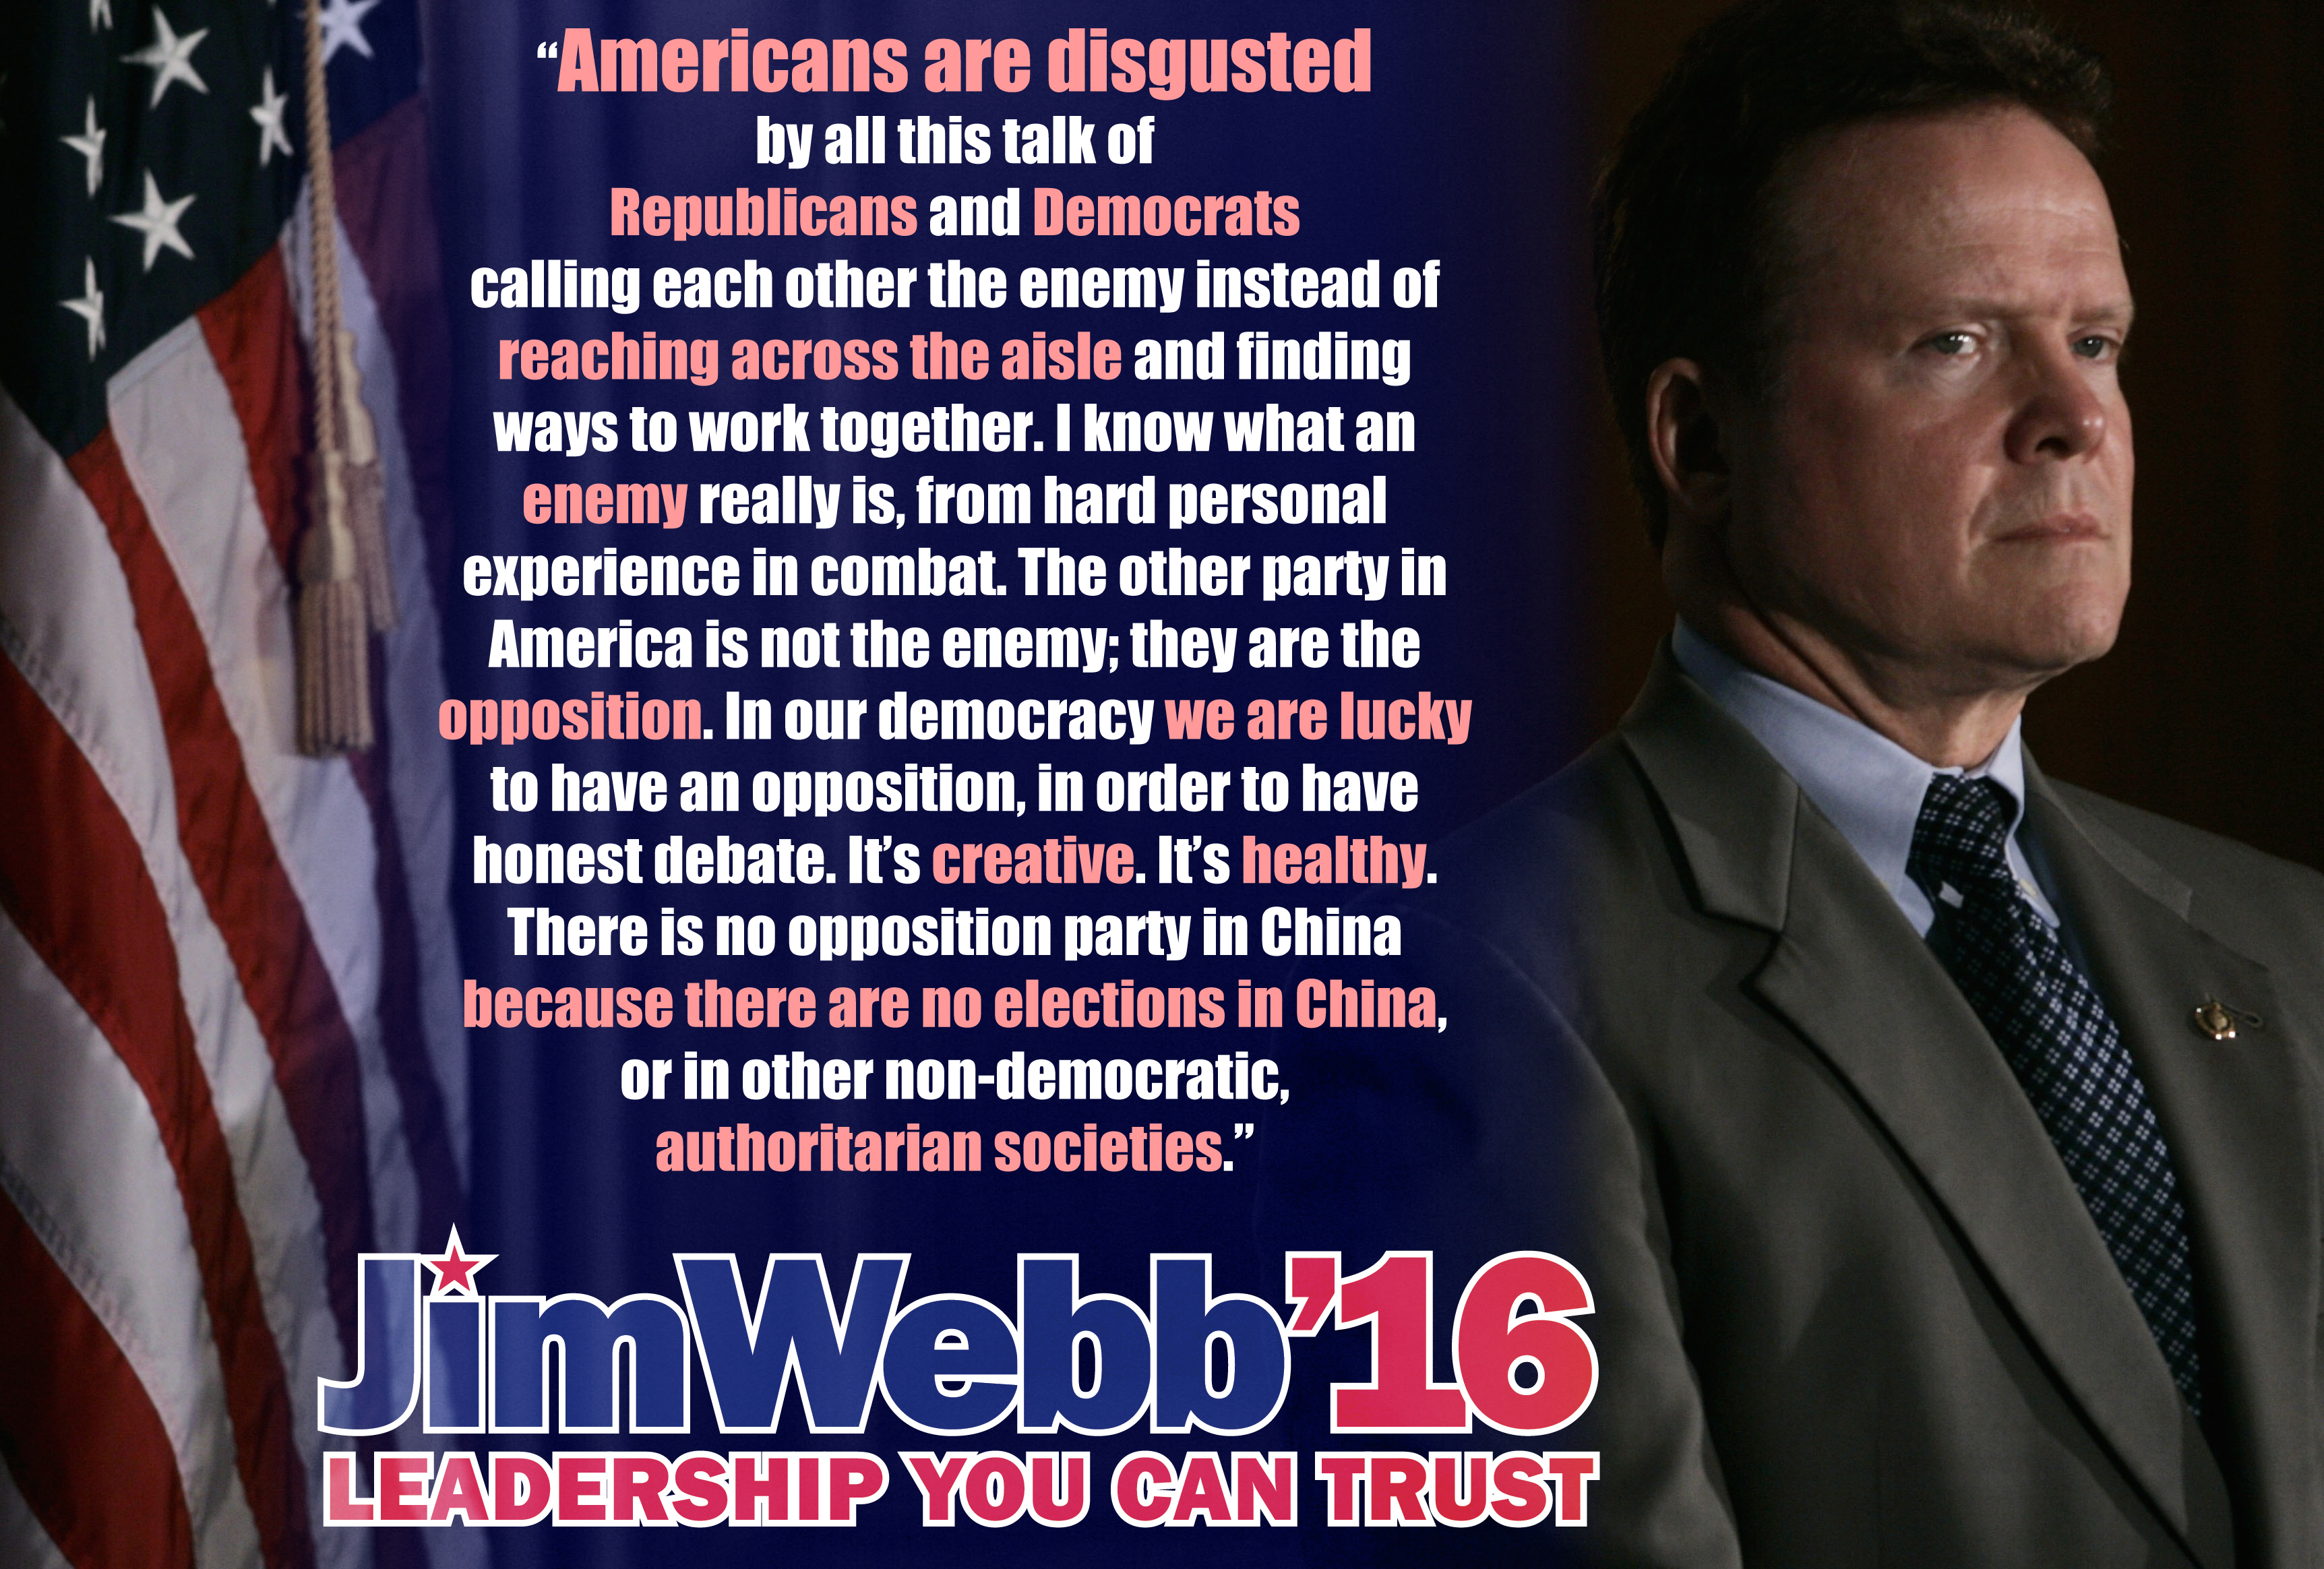 “Americans are disgusted
by all this talk of
Republicans and Democrats
calling each other the enemy instead of
reaching across the aisle and finding
ways to work together. I know what an
enemy really is, from hard personal
experience in combat. The other party in
America is not the enemy; they are the
opposition. In our democracy we are lucky
to have an opposition, in order to have
honest debate. It’s creative. It’s healthy.
There is no opposition party in China
because there are no elections in China,
or in other non-democratic,
authoritarian societies.”
Jim Webb ’16
LEADERSHIP YOU CAN TRUST